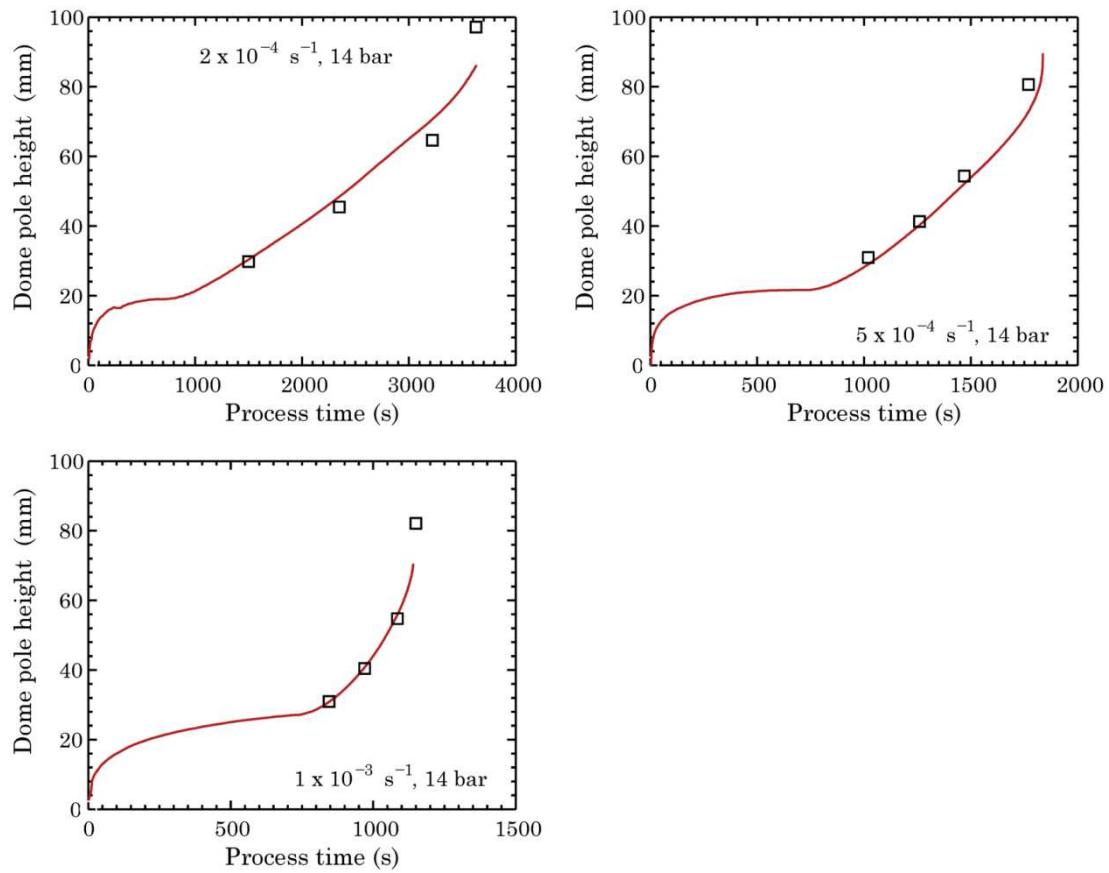 100
80
60
40
20
0
Dome pole height (mm)
2 x 10⁻⁴ s⁻¹, 14 bar
0 1000 2000 3000 4000
Process time (s)
100
80
60
40
20
0
Dome pole height (mm)
5 x 10⁻⁴ s⁻¹, 14 bar
0 500 1000 1500 2000
Process time (s)
100
80
60
40
20
0
Dome pole height (mm)
1 x 10⁻³ s⁻¹, 14 bar
0 500 1000 1500
Process time (s)